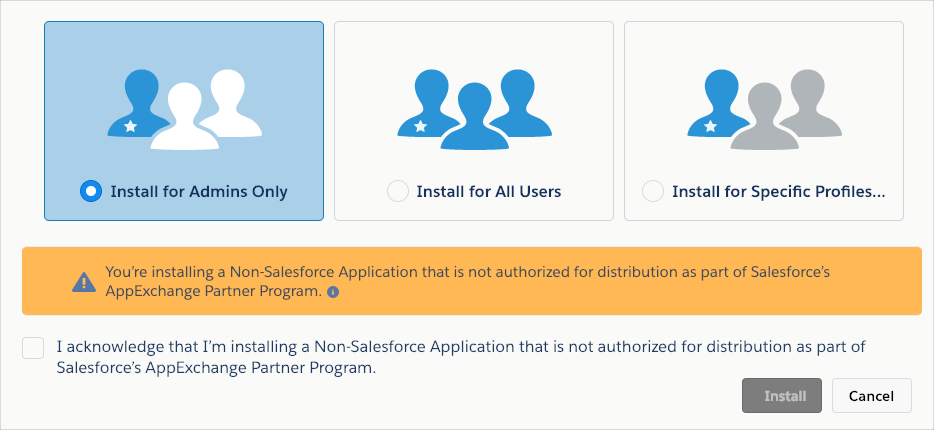 Install for Admins Only
Install for All Users
Install for Specific Profiles...
You're installing a Non-Salesforce Application that is not authorized for distribution as part of Salesforce's
AppExchange Partner Program.
I acknowledge that I'm installing a Non-Salesforce Application that is not authorized for distribution as part of
Salesforce's AppExchange Partner Program.
Install
Cancel